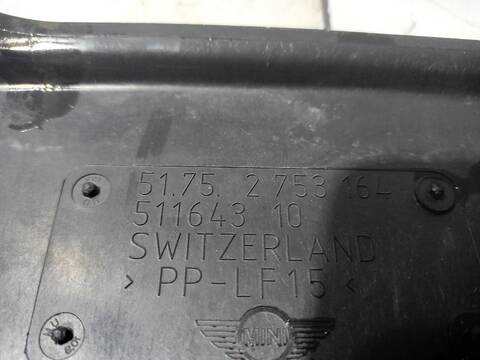 51.75. 2 753 164
511643 10
SWITZERLAND
> PP-LF15 <
MINI